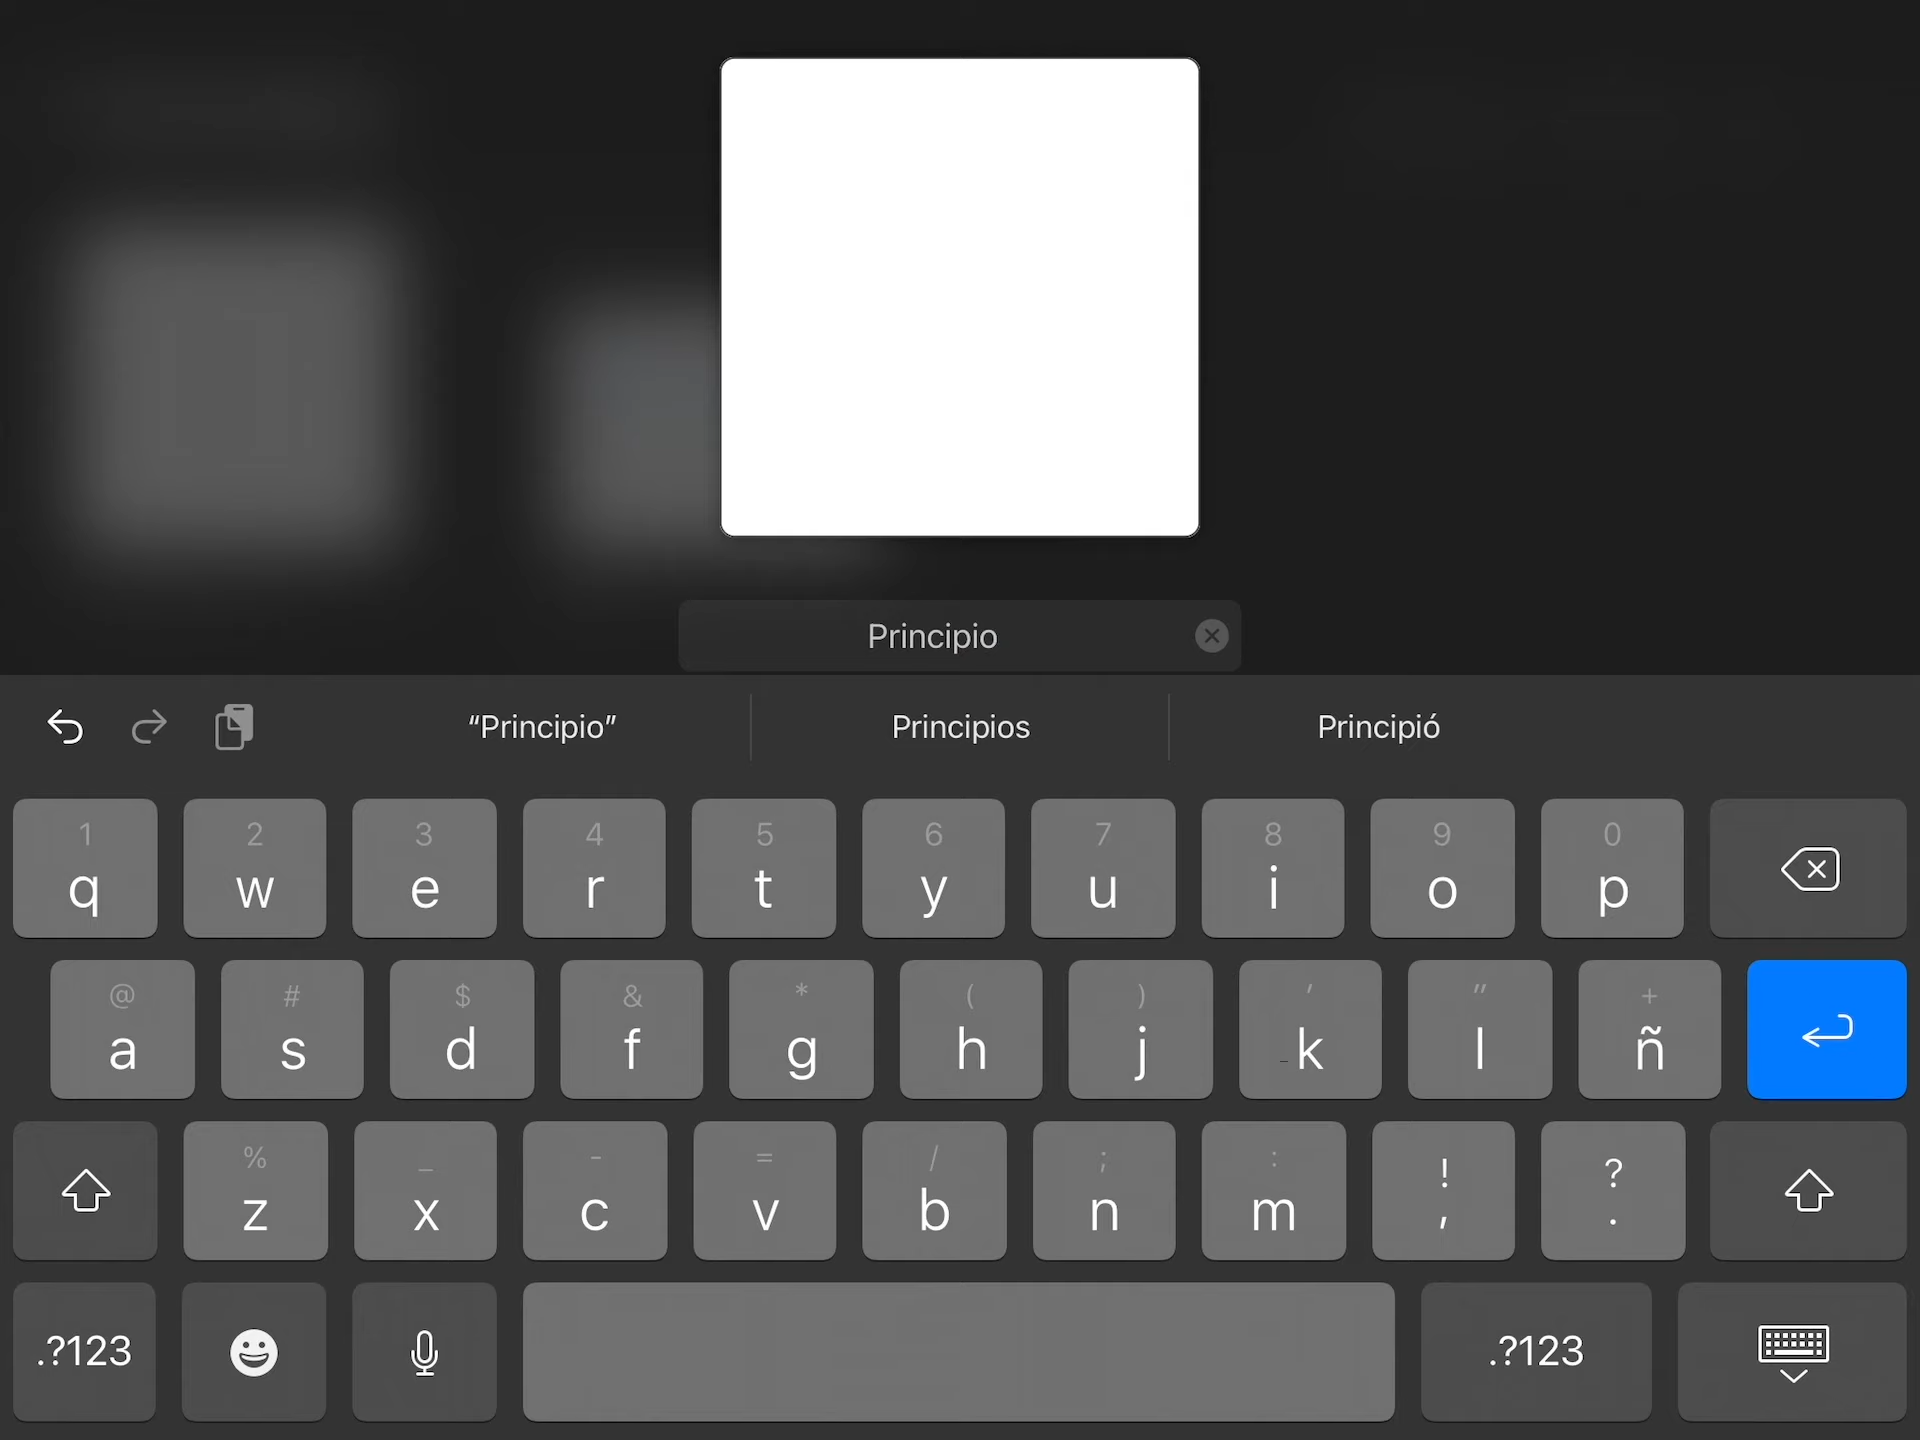 Principio
“Principio” Principios Principió
1 2 3 4 5 6 7 8 9 0
q w e r t y u i o p
@ # $ & * ( ) ′ ″ +
a s d f g h j k l ñ
% _ - = / ; : ! ?
z x c v b n m , .
.?123 .?123